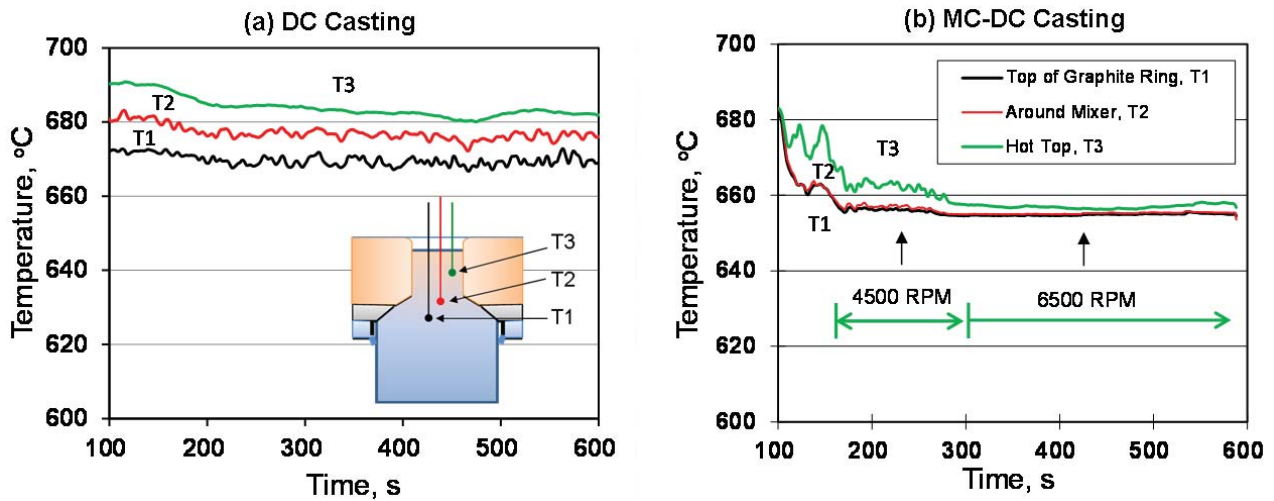 (a) DC Casting
700
680
660
640
620
600
100
200
300
400
500
600
Temperature, ºC
Time, s
T3
T2
T1
T3
T2
T1
(b) MC-DC Casting
700
680
660
640
620
600
100
200
300
400
500
600
Temperature, ºC
Time, s
Top of Graphite Ring, T1
Around Mixer, T2
Hot Top, T3
T3
T2
T1
4500 RPM
6500 RPM